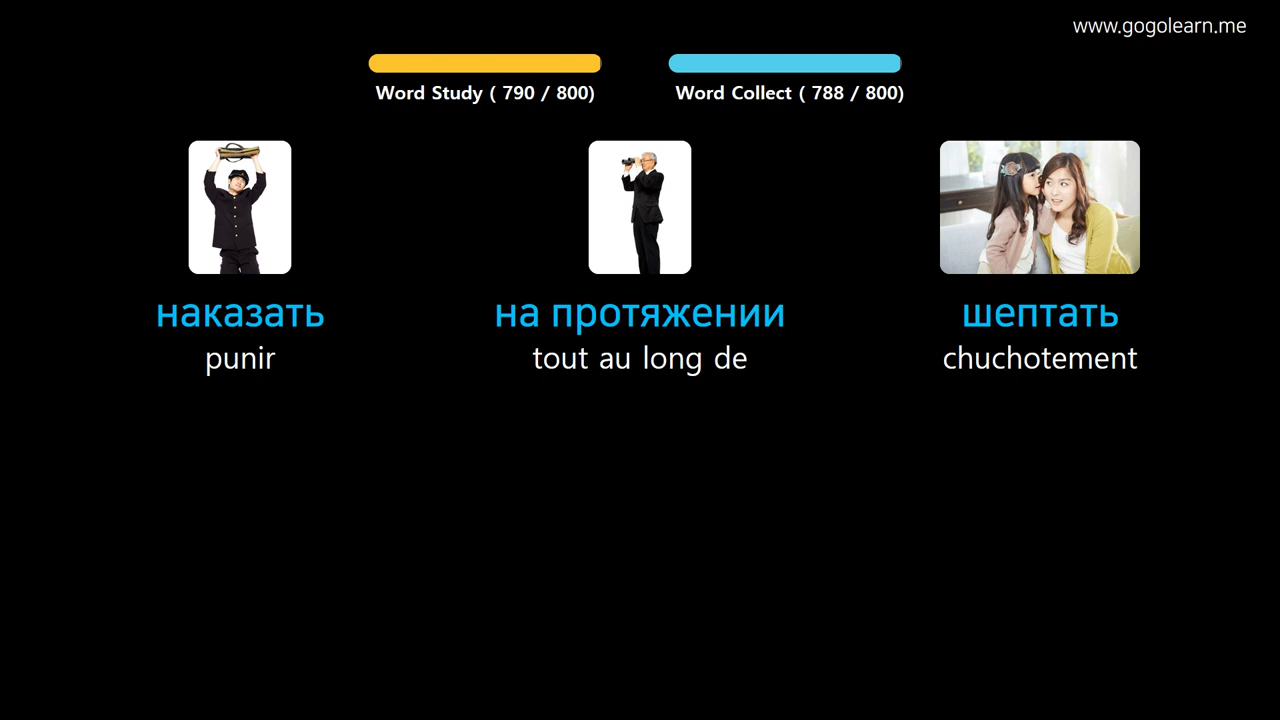 www.gogolearn.me
Word Study ( 790 / 800)
Word Collect ( 788 / 800)
наказать
punir
на протяжении
tout au long de
шептать
chuchotement